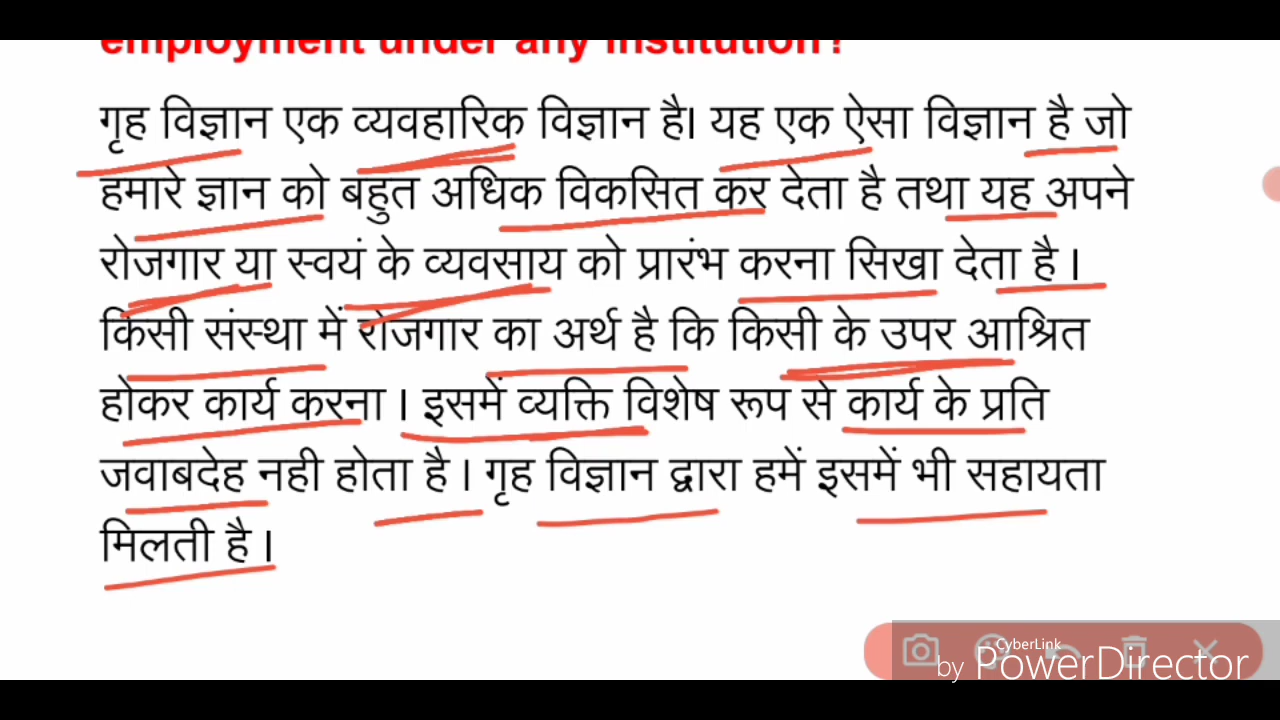 employment under any institution?
गृह विज्ञान एक व्यवहारिक विज्ञान है। यह एक ऐसा विज्ञान है जो
हमारे ज्ञान को बहुत अधिक विकसित कर देता है तथा यह अपने
रोजगार या स्वयं के व्यवसाय को प्रारंभ करना सिखा देता है ।
किसी संस्था में रोजगार का अर्थ है कि किसी के उपर आश्रित
होकर कार्य करना । इसमें व्यक्ति विशेष रूप से कार्य के प्रति
जवाबदेह नही होता है । गृह विज्ञान द्वारा हमें इसमें भी सहायता
मिलती है ।
CyberLink
by PowerDirector